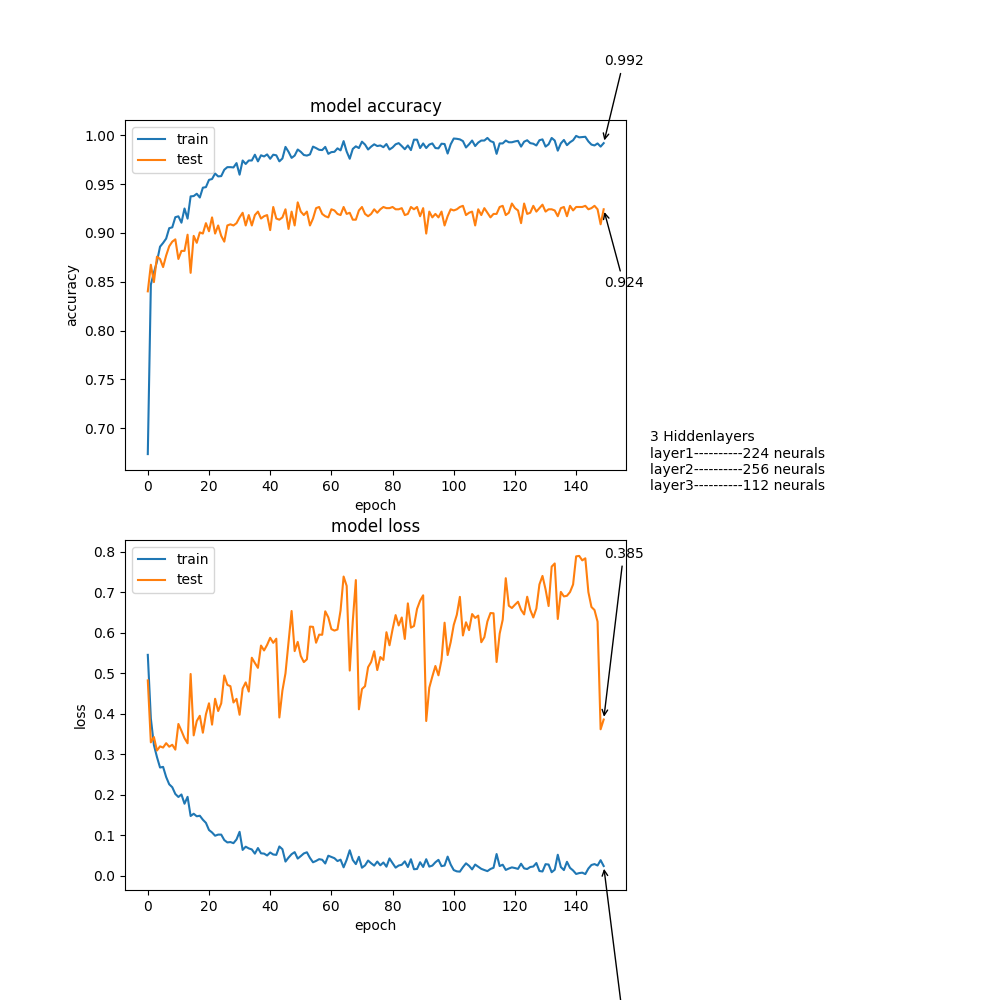 0.992
model accuracy
train
test
1.00
0.95
0.90
0.85
0.80
0.75
0.70
accuracy
0.924
0 20 40 60 80 100 120 140
epoch
3 Hiddenlayers
layer1----------224 neurals
layer2----------256 neurals
layer3----------112 neurals
model loss
train
test
0.385
0.8
0.7
0.6
0.5
0.4
0.3
0.2
0.1
0.0
loss
0 20 40 60 80 100 120 140
epoch